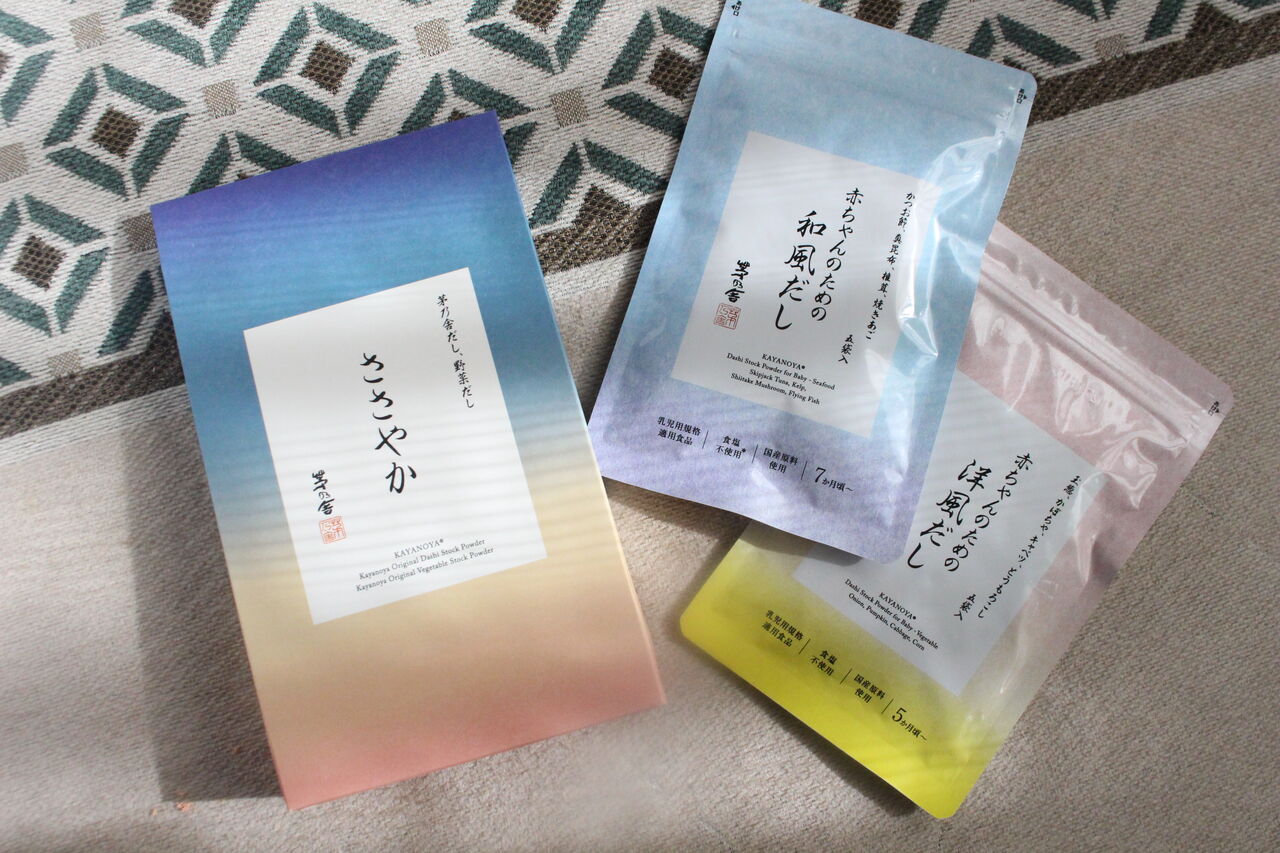 茅乃舎だし、野菜だし
ささやか
茅乃舎
KAYANOYA®
Kayanoya Original Dashi Stock Powder
Kayanoya Original Vegetable Stock Powder
かつお節、真昆布、椎茸、焼きあご
五袋入
赤ちゃんのための
和風だし
茅乃舎
KAYANOYA®
Dashi Stock Powder for Baby - Seafood
Skipjack Tuna, Kelp,
Shiitake Mushroom, Flying Fish
乳児用規格
適用食品
食塩
不使用※
国産原料
使用
7か月頃〜
玉葱、かぼちゃ、キャベツ、とうもろこし
五袋入
赤ちゃんのための
洋風だし
KAYANOYA®
Dashi Stock Powder for Baby - Vegetable
Onion, Pumpkin, Cabbage, Corn
乳児用規格
適用食品
食塩
不使用
国産原料
使用
5か月頃〜